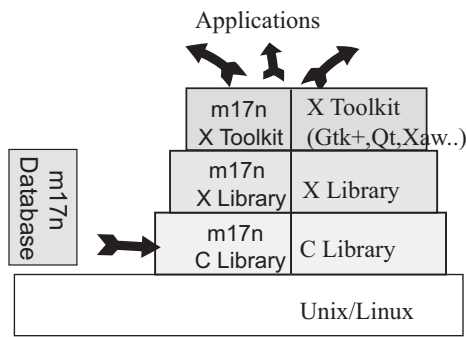 Applications
m17n
X Toolkit
X Toolkit
(Gtk+,Qt,Xaw..)
m17n
X Library
X Library
m17n
Database
m17n
C Library
C Library
Unix/Linux